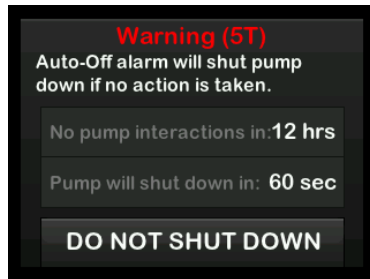 Warning (5T)
Auto-Off alarm will shut pump
down if no action is taken.
No pump interactions in:12 hrs
Pump will shut down in: 60 sec
DO NOT SHUT DOWN